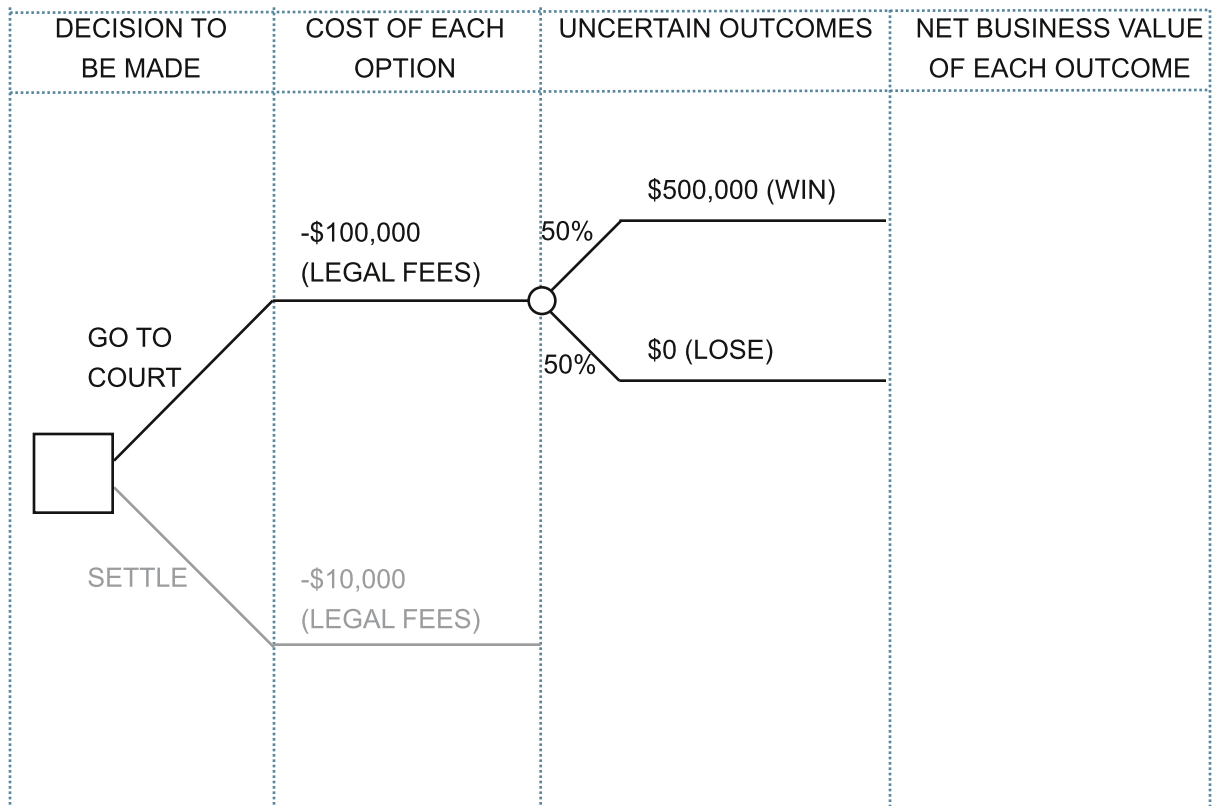 DECISION TO
BE MADE
COST OF EACH
OPTION
UNCERTAIN OUTCOMES
NET BUSINESS VALUE
OF EACH OUTCOME
$500,000 (WIN)
50%
-$100,000
(LEGAL FEES)
GO TO
COURT
$0 (LOSE)
50%
SETTLE
-$10,000
(LEGAL FEES)